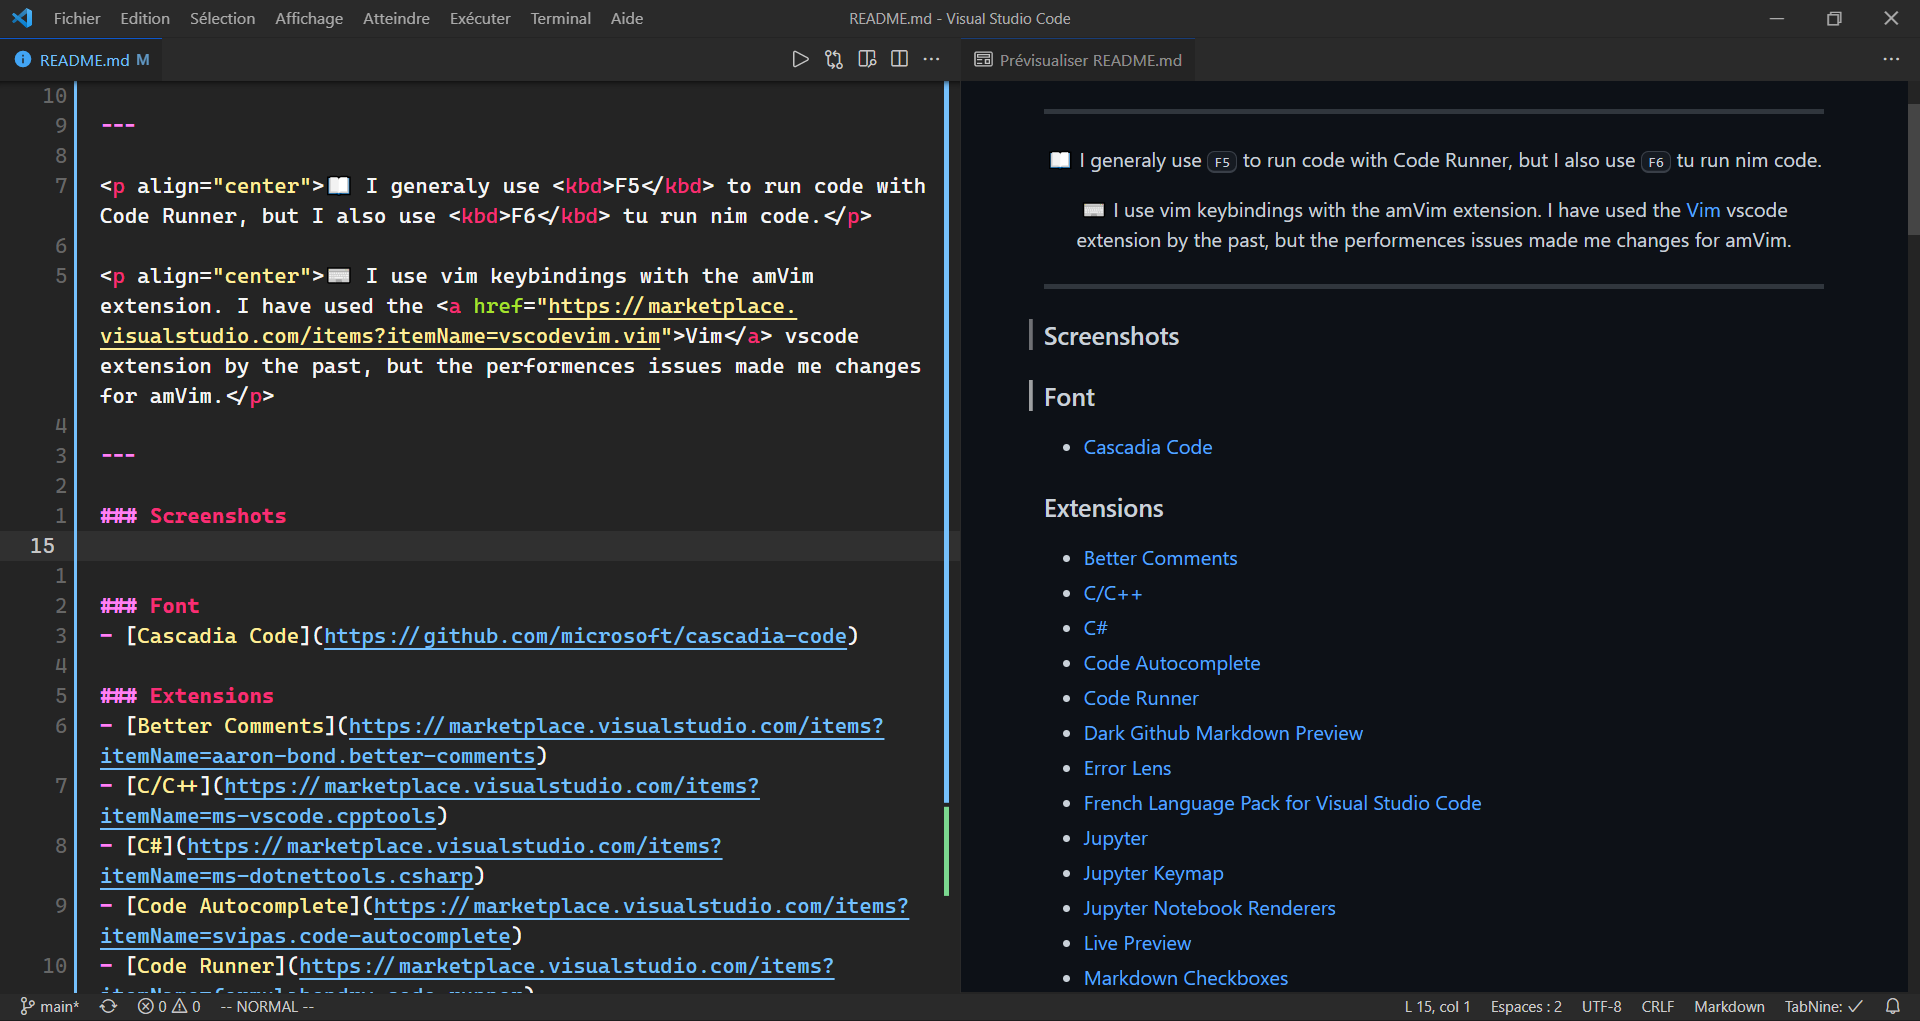 Fichier Edition Sélection Affichage Atteindre Exécuter Terminal Aide
README.md - Visual Studio Code
README.md M
Prévisualiser README.md
10
9 ---
8
7 <p align="center">📖 I generaly use <kbd>F5</kbd> to run code with
Code Runner, but I also use <kbd>F6</kbd> tu run nim code.</p>
6
5 <p align="center">⌨️ I use vim keybindings with the amVim
extension. I have used the <a href="https://marketplace.
visualstudio.com/items?itemName=vscodevim.vim">Vim</a> vscode
extension by the past, but the performences issues made me changes
for amVim.</p>
4
3 ---
2
1 ### Screenshots
15
1
2 ### Font
3 - [Cascadia Code](https://github.com/microsoft/cascadia-code)
4
5 ### Extensions
6 - [Better Comments](https://marketplace.visualstudio.com/items?
itemName=aaron-bond.better-comments)
7 - [C/C++](https://marketplace.visualstudio.com/items?
itemName=ms-vscode.cpptools)
8 - [C#](https://marketplace.visualstudio.com/items?
itemName=ms-dotnettools.csharp)
9 - [Code Autocomplete](https://marketplace.visualstudio.com/items?
itemName=svipas.code-autocomplete)
10 - [Code Runner](https://marketplace.visualstudio.com/items?
itemName=formulahendry.code-runner)
📖 I generaly use F5 to run code with Code Runner, but I also use F6 tu run nim code.
⌨️ I use vim keybindings with the amVim extension. I have used the Vim vscode
extension by the past, but the performences issues made me changes for amVim.
Screenshots
Font
• Cascadia Code
Extensions
• Better Comments
• C/C++
• C#
• Code Autocomplete
• Code Runner
• Dark Github Markdown Preview
• Error Lens
• French Language Pack for Visual Studio Code
• Jupyter
• Jupyter Keymap
• Jupyter Notebook Renderers
• Live Preview
• Markdown Checkboxes
main* 0 0 -- NORMAL --
L 15, col 1 Espaces : 2 UTF-8 CRLF Markdown TabNine: ✓